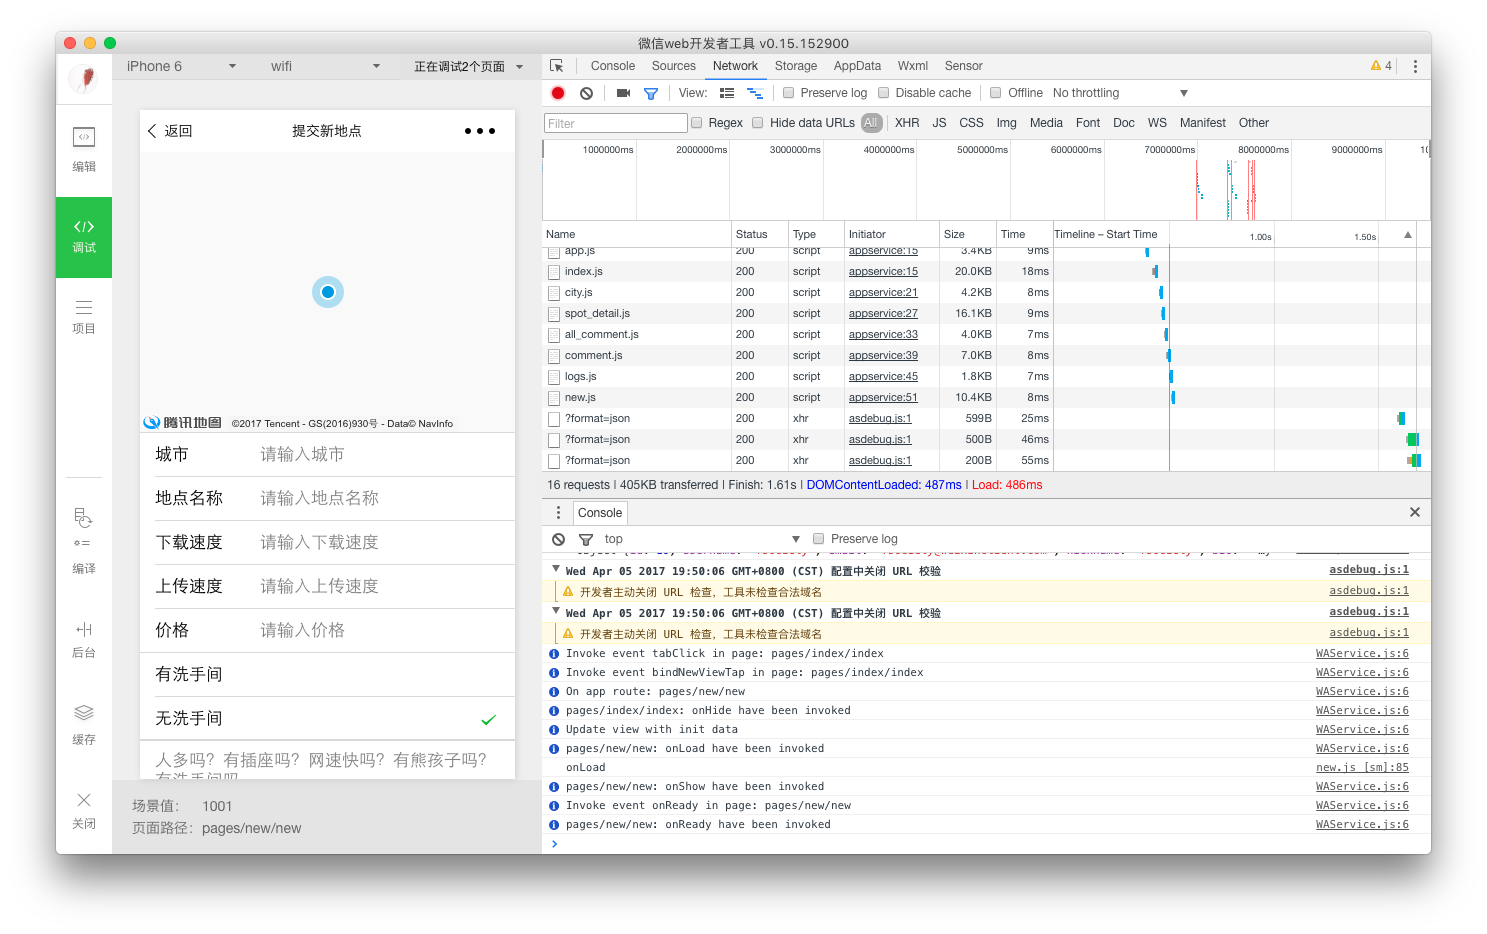 微信web开发者工具 v0.15.152900
iPhone 6
wifi
正在调试2个页面
编辑
调试
项目
编译
后台
缓存
关闭
返回
提交新地点
腾讯地图 ©2017 Tencent - GS(2016)930号 - Data© NavInfo
城市 请输入城市
地点名称 请输入地点名称
下载速度 请输入下载速度
上传速度 请输入上传速度
价格 请输入价格
有洗手间
无洗手间
人多吗？有插座吗？网速快吗？有熊孩子吗？
有洗手间吗
场景值： 1001
页面路径： pages/new/new
Console Sources Network Storage AppData Wxml Sensor 4
View: Preserve log Disable cache Offline No throttling
Filter Regex Hide data URLs All XHR JS CSS Img Media Font Doc WS Manifest Other
1000000ms 2000000ms 3000000ms 4000000ms 5000000ms 6000000ms 7000000ms 8000000ms 9000000ms
Name Status Type Initiator Size Time Timeline – Start Time 1.00s 1.50s
app.js 200 script appservice:15 3.4KB 9ms
index.js 200 script appservice:15 20.0KB 18ms
city.js 200 script appservice:21 4.2KB 8ms
spot_detail.js 200 script appservice:27 16.1KB 9ms
all_comment.js 200 script appservice:33 4.0KB 7ms
comment.js 200 script appservice:39 7.0KB 8ms
logs.js 200 script appservice:45 1.8KB 7ms
new.js 200 script appservice:51 10.4KB 8ms
?format=json 200 xhr asdebug.js:1 599B 25ms
?format=json 200 xhr asdebug.js:1 500B 46ms
?format=json 200 xhr asdebug.js:1 200B 55ms
16 requests | 405KB transferred | Finish: 1.61s | DOMContentLoaded: 487ms | Load: 486ms
Console
top Preserve log
Wed Apr 05 2017 19:50:06 GMT+0800 (CST) 配置中关闭 URL 校验 asdebug.js:1
开发者主动关闭 URL 检查，工具未检查合法域名 asdebug.js:1
Wed Apr 05 2017 19:50:06 GMT+0800 (CST) 配置中关闭 URL 校验 asdebug.js:1
开发者主动关闭 URL 检查，工具未检查合法域名 asdebug.js:1
Invoke event tabClick in page: pages/index/index WAService.js:6
Invoke event bindNewViewTap in page: pages/index/index WAService.js:6
On app route: pages/new/new WAService.js:6
pages/index/index: onHide have been invoked WAService.js:6
Update view with init data WAService.js:6
pages/new/new: onLoad have been invoked WAService.js:6
onLoad new.js [sm]:85
pages/new/new: onShow have been invoked WAService.js:6
Invoke event onReady in page: pages/new/new WAService.js:6
pages/new/new: onReady have been invoked WAService.js:6